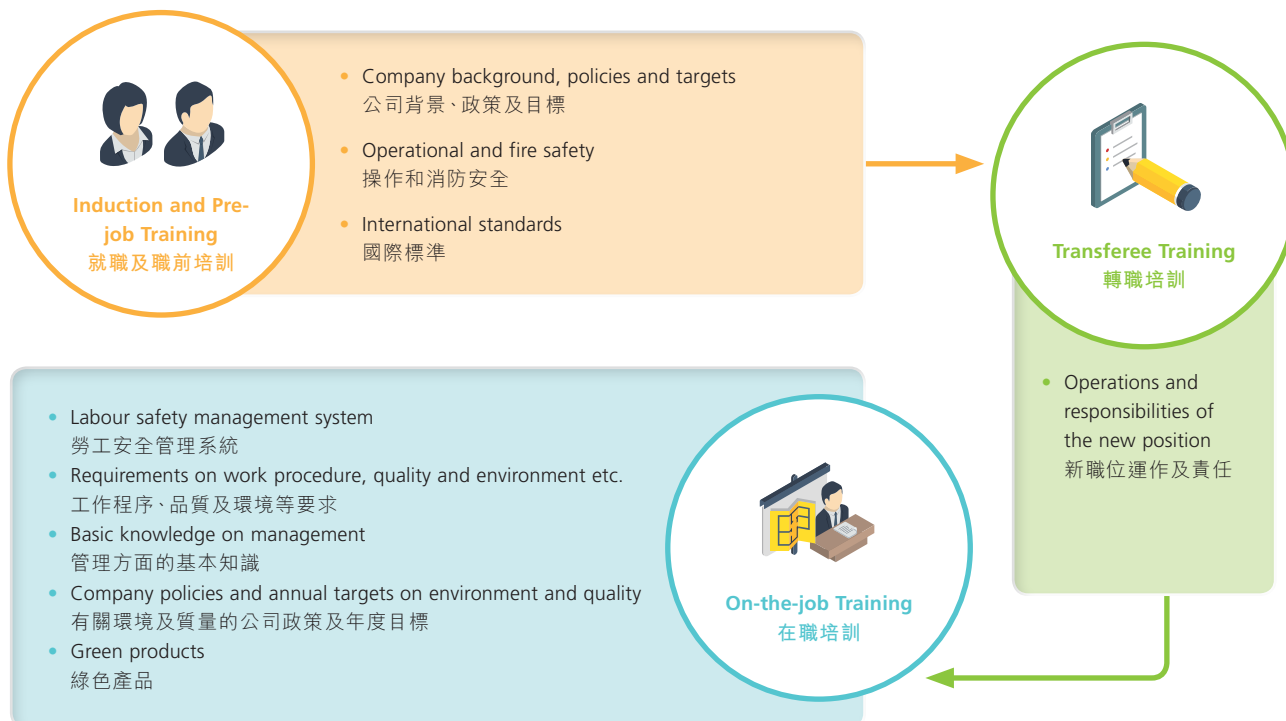 Induction and Pre-
job Training
就職及職前培訓
• Company background, policies and targets
公司背景、政策及目標
• Operational and fire safety
操作和消防安全
• International standards
國際標準
Transferee Training
轉職培訓
• Operations and
responsibilities of
the new position
新職位運作及責任
• Labour safety management system
勞工安全管理系統
• Requirements on work procedure, quality and environment etc.
工作程序、品質及環境等要求
• Basic knowledge on management
管理方面的基本知識
• Company policies and annual targets on environment and quality
有關環境及質量的公司政策及年度目標
• Green products
綠色產品
On-the-job Training
在職培訓